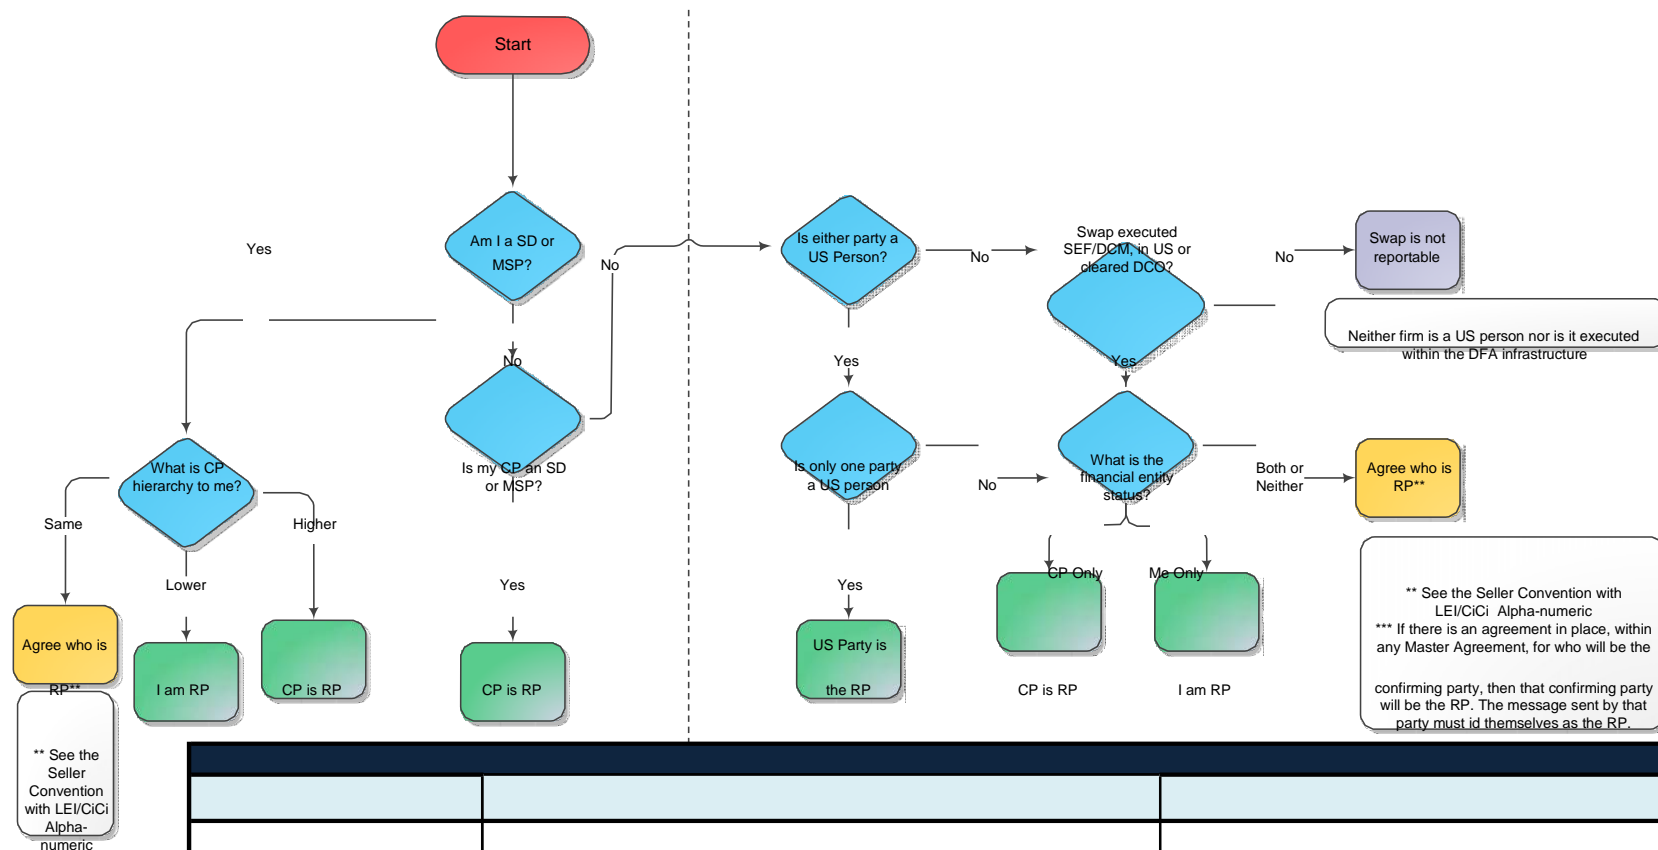 Start
Yes
Am I a SD or
MSP?
No
No
Is my CP an SD
or MSP?
Yes
CP is RP
What is CP
hierarchy to me?
Same
Lower
Higher
Agree who is
RP**
I am RP
CP is RP
** See the
Seller
Convention
with LEI/CiCi
Alpha-
numeric
Is either party a
US Person?
No
Yes
Is only one party
a US person
No
Yes
US Party is
the RP
Swap executed
SEF/DCM, in US or
cleared DCO?
No
Yes
Swap is not
reportable
Neither firm is a US person nor is it executed
within the DFA infrastructure
What is the
financial entity
status?
Both or
Neither
Agree who is
RP**
CP Only
Me Only
CP is RP
I am RP
** See the Seller Convention with
LEI/CiCi Alpha-numeric
*** If there is an agreement in place, within
any Master Agreement, for who will be the
confirming party, then that confirming party
will be the RP. The message sent by that
party must id themselves as the RP.